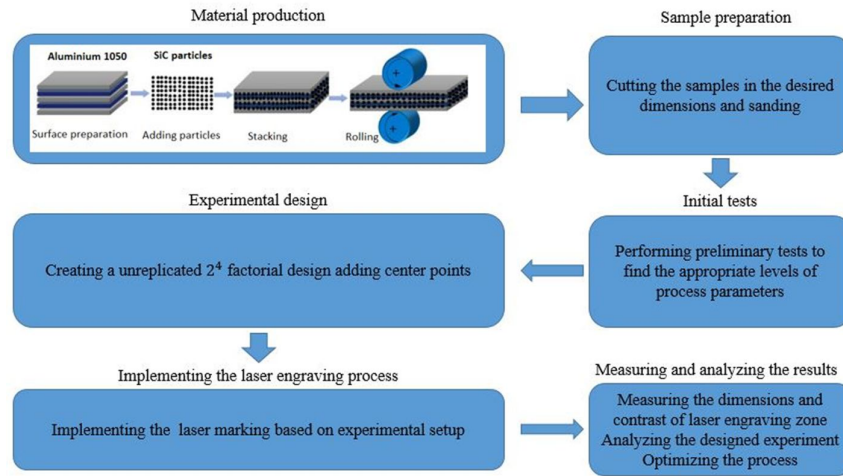 Material production
Aluminium 1050
SiC particles
Surface preparation
Adding particles
Stacking
Rolling
Sample preparation
Cutting the samples in the desired
dimensions and sanding
Initial tests
Performing preliminary tests to
find the appropriate levels of
process parameters
Experimental design
Creating a unreplicated 2⁴ factorial design adding center points
Implementing the laser engraving process
Implementing the laser marking based on experimental setup
Measuring and analyzing the results
Measuring the dimensions and
contrast of laser engraving zone
Analyzing the designed experiment
Optimizing the process